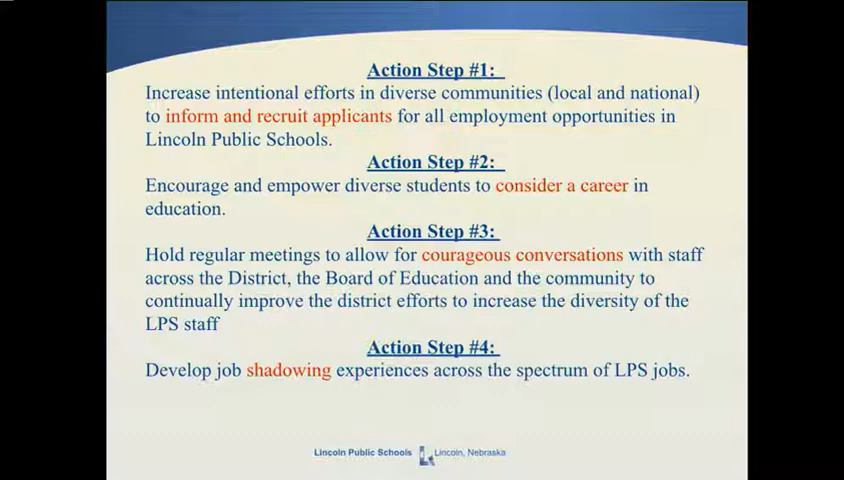 Action Step #1:
Increase intentional efforts in diverse communities (local and national)
to inform and recruit applicants for all employment opportunities in
Lincoln Public Schools.
Action Step #2:
Encourage and empower diverse students to consider a career in
education.
Action Step #3:
Hold regular meetings to allow for courageous conversations with staff
across the District, the Board of Education and the community to
continually improve the district efforts to increase the diversity of the
LPS staff
Action Step #4:
Develop job shadowing experiences across the spectrum of LPS jobs.
Lincoln Public Schools Lincoln, Nebraska